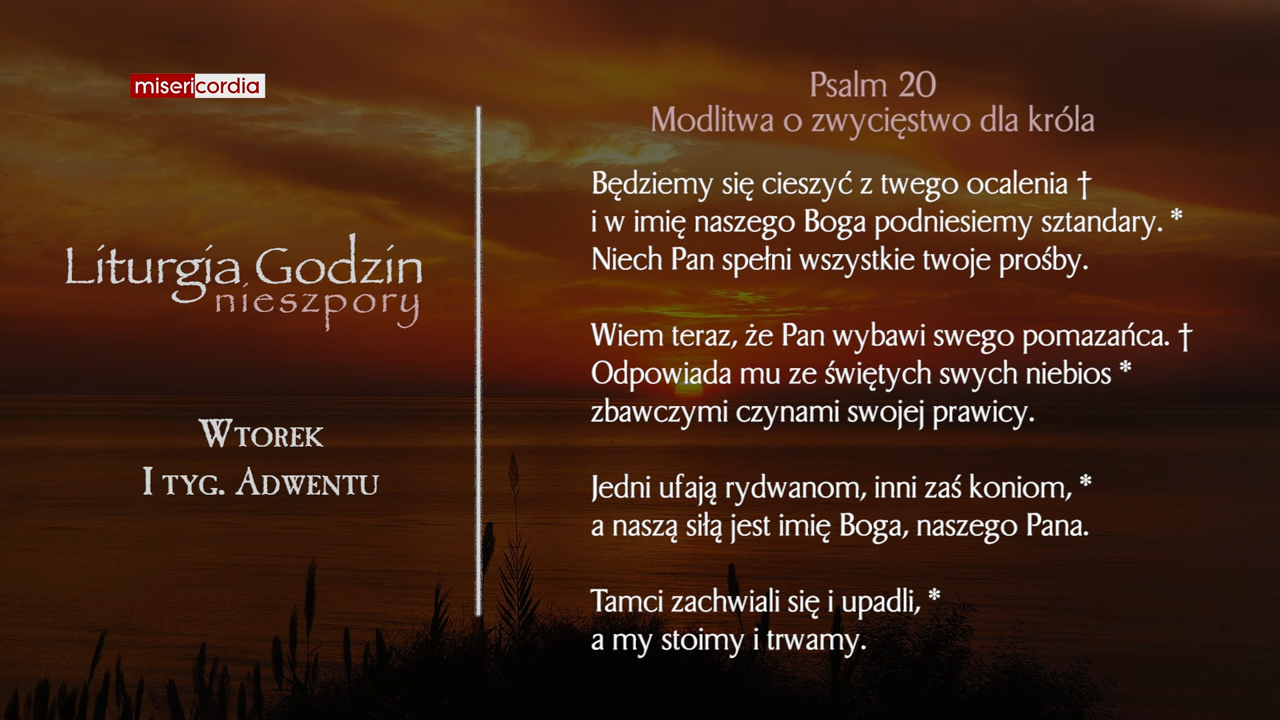 misericordia
Liturgia Godzin
nieszpory
Wtorek
I tyg. Adwentu
Psalm 20
Modlitwa o zwycięstwo dla króla
Będziemy się cieszyć z twego ocalenia †
i w imię naszego Boga podniesiemy sztandary. *
Niech Pan spełni wszystkie twoje prośby.
Wiem teraz, że Pan wybawi swego pomazańca. †
Odpowiada mu ze świętych swych niebios *
zbawczymi czynami swojej prawicy.
Jedni ufają rydwanom, inni zaś koniom, *
a naszą siłą jest imię Boga, naszego Pana.
Tamci zachwiali się i upadli, *
a my stoimy i trwamy.